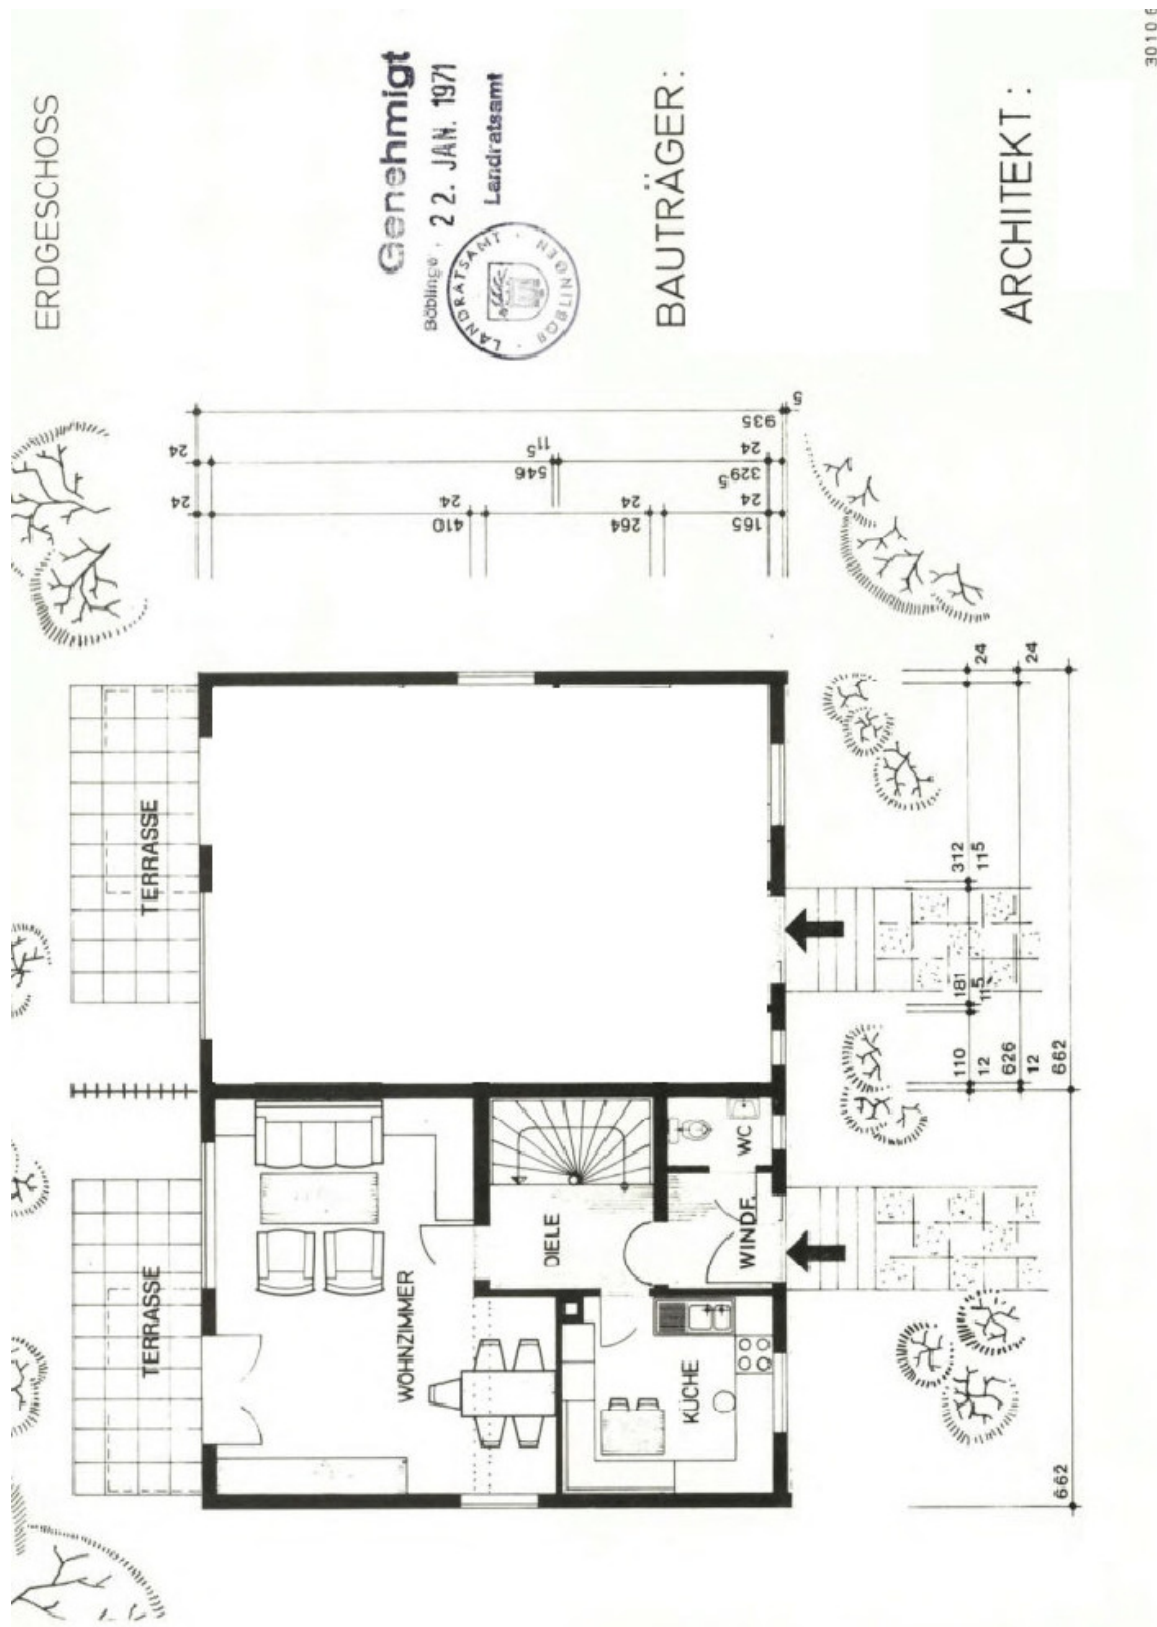 ERDGESCHOSS
Genehmigt
22. JAN. 1971
Landratsamt
LANDRATSAMT · BÖBLINGEN ·
BAUTRÄGER:
ARCHITEKT:
24
115
24
935
5
546
329⁵
24
24
24
24
410
264
165
TERRASSE
TERRASSE
WOHNZIMMER
DIELE
WC
WINDF.
KÜCHE
24
24
312
115
181
115
110
12
626
12
662
662